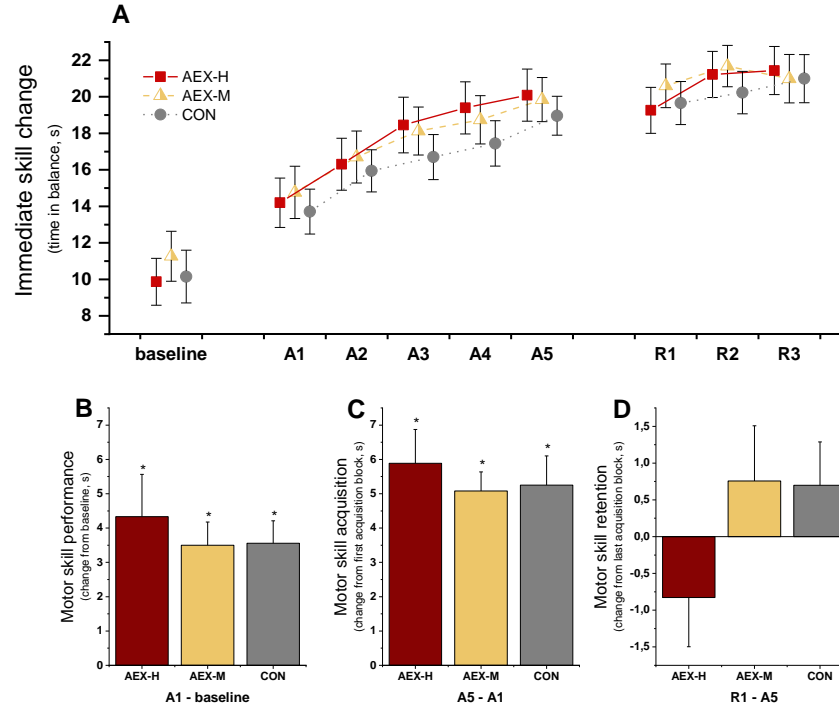 A
Immediate skill change
(time in balance, s)
22
20
18
16
14
12
10
8
AEX-H
AEX-M
CON
baseline A1 A2 A3 A4 A5 R1 R2 R3
B
Motor skill performance
(change from baseline, s)
7
6
5
4
3
2
1
0
* * *
AEX-H AEX-M CON
A1 - baseline
C
Motor skill acquisition
(change from first acquisition block, s)
7
6
5
4
3
2
1
0
* * *
AEX-H AEX-M CON
A5 - A1
D
Motor skill retention
(change from last acquisition block, s)
1,5
1,0
0,5
0,0
-0,5
-1,0
-1,5
AEX-H AEX-M CON
R1 - A5